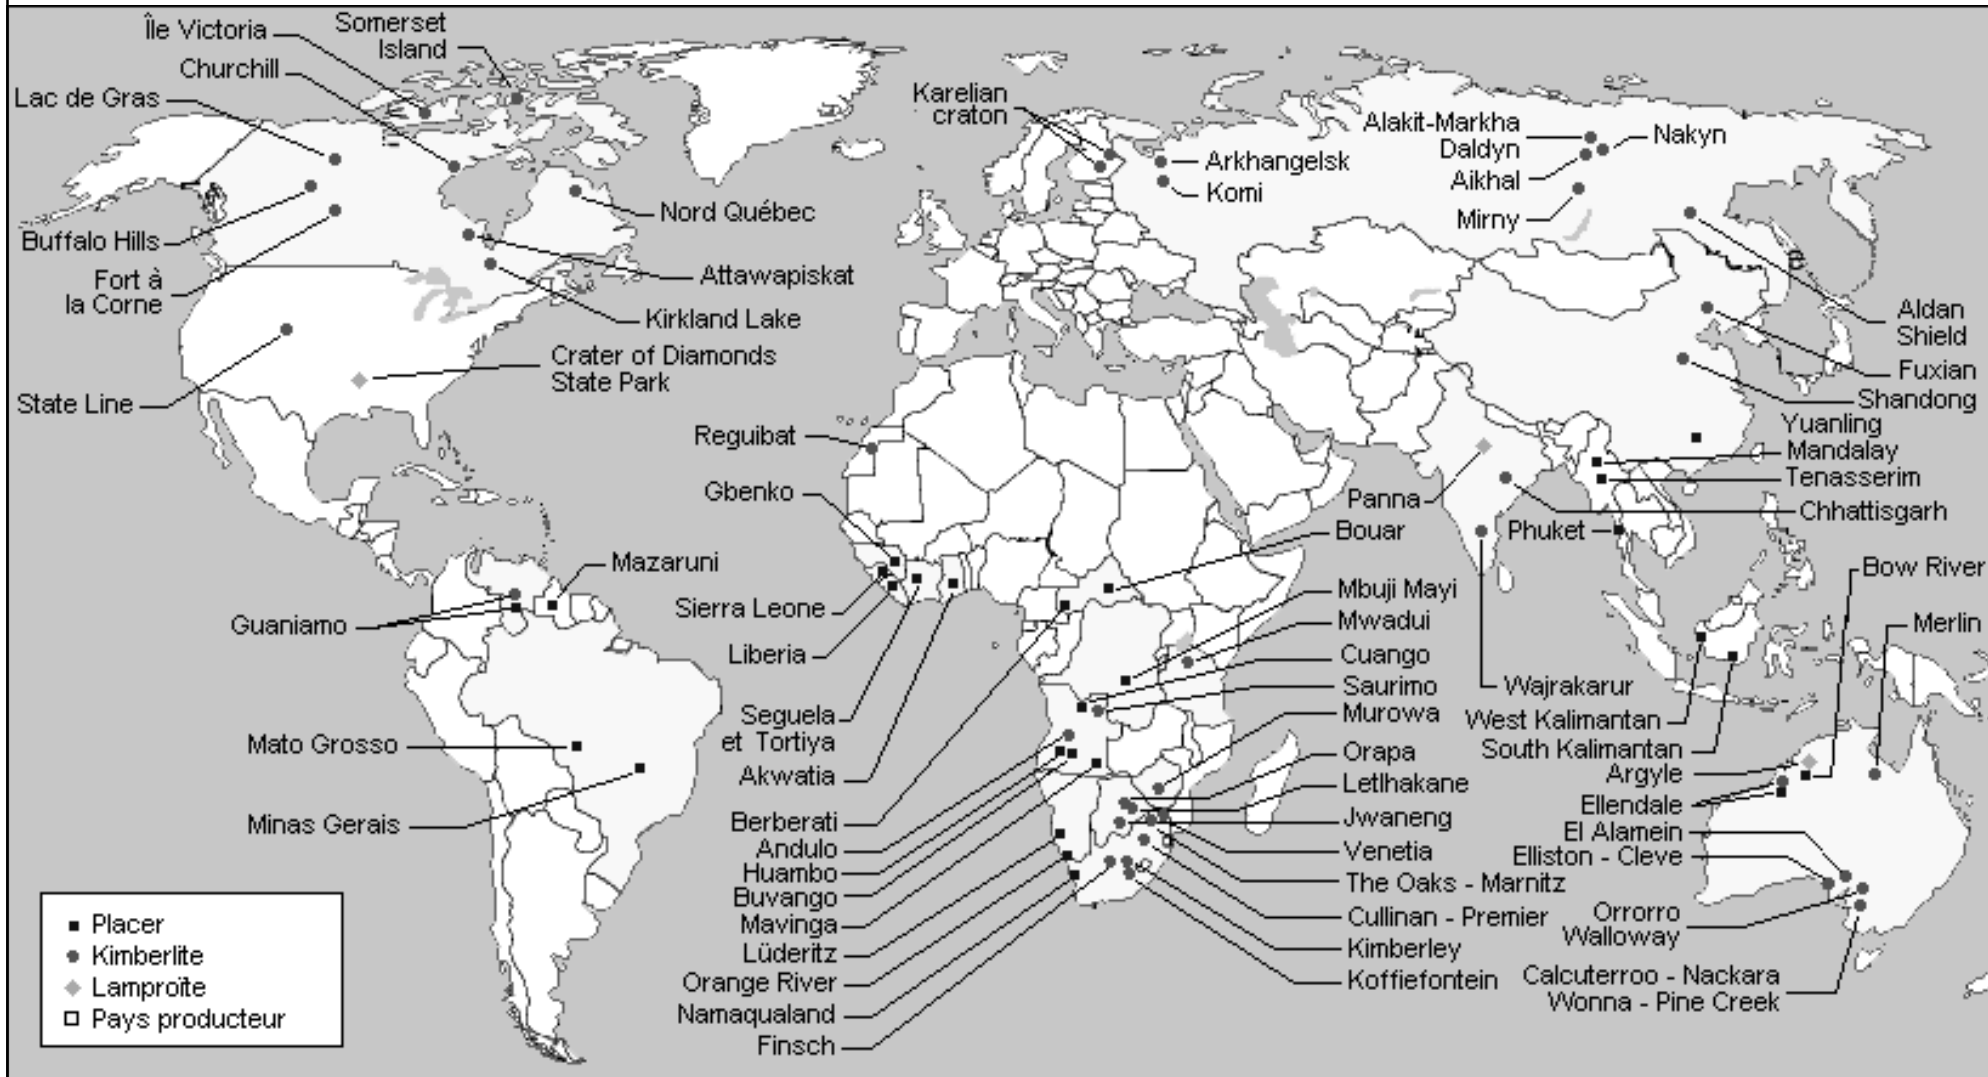 Île Victoria
Somerset
Island
Churchill
Lac de Gras
Buffalo Hills
Fort à
la Corne
State Line
Nord Québec
Attawapiskat
Kirkland Lake
Crater of Diamonds
State Park
Karelian
craton
Arkhangelsk
Komi
Alakit-Markha
Daldyn
Aikhal
Mirny
Nakyn
Aldan
Shield
Fuxian
Shandong
Yuanling
Mandalay
Tenasserim
Chhattisgarh
Panna
Phuket
Wajrakarur
Bow River
Merlin
West Kalimantan
South Kalimantan
Argyle
Ellendale
El Alamein
Elliston - Cleve
Orrorro
Walloway
Calcuterroo - Nackara
Wonna - Pine Creek
Reguibat
Gbenko
Sierra Leone
Liberia
Seguela
et Tortiya
Akwatia
Berberati
Andulo
Huambo
Buvango
Mavinga
Lüderitz
Orange River
Namaqualand
Finsch
Bouar
Mbuji Mayi
Mwadui
Cuango
Saurimo
Murowa
Orapa
Letlhakane
Jwaneng
Venetia
The Oaks - Marnitz
Cullinan - Premier
Kimberley
Koffiefontein
Mazaruni
Guaniamo
Mato Grosso
Minas Gerais
Placer
Kimberlite
Lamproïte
Pays producteur